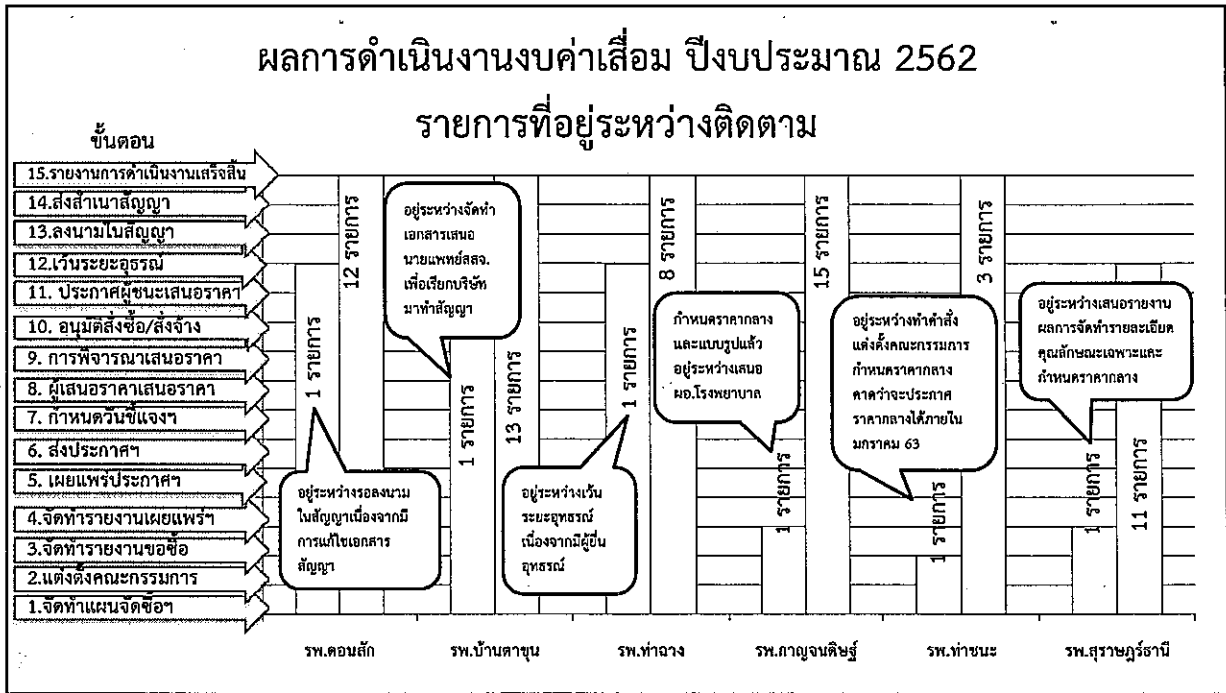 ผลการดำเนินงานงบค่าเสื่อม ปีงบประมาณ 2562
รายการที่อยู่ระหว่างติดตาม
ขั้นตอน
15.รายงานการดำเนินงานเสร็จสิ้น
14.ส่งสำเนาสัญญา
13.ลงนามในสัญญา
12.เว้นระยะอุธรณ์
11. ประกาศผู้ชนะเสนอราคา
10. อนุมัติสั่งซื้อ/สั่งจ้าง
9. การพิจารณาเสนอราคา
8. ผู้เสนอราคาเสนอราคา
7. กำหนดวันชี้แจงฯ
6. ส่งประกาศฯ
5. เผยแพร่ประกาศฯ
4.จัดทำรายงานเผยแพร่ฯ
3.จัดทำรายงานขอซื้อ
2.แต่งตั้งคณะกรรมการ
1.จัดทำแผนจัดซื้อฯ
1 รายการ
12 รายการ
อยู่ระหว่างรอลงนาม
ในสัญญาเนื่องจากมี
การแก้ไขเอกสาร
สัญญา
อยู่ระหว่างจัดทำ
เอกสารเสนอ
นายแพทย์สสจ.
เพื่อเรียกบริษัท
มาทำสัญญา
1 รายการ
13 รายการ
อยู่ระหว่างเว้น
ระยะอุทธรณ์
เนื่องจากมีผู้ยื่น
อุทธรณ์
1 รายการ
8 รายการ
กำหนดราคากลาง
และแบบรูปแล้ว
อยู่ระหว่างเสนอ
ผอ.โรงพยาบาล
1 รายการ
15 รายการ
อยู่ระหว่างทำคำสั่ง
แต่งตั้งคณะกรรมการ
กำหนดราคากลาง
คาดว่าจะประกาศ
ราคากลางได้ภายใน
มกราคม 63
1 รายการ
3 รายการ
อยู่ระหว่างเสนอรายงาน
ผลการจัดทำรายละเอียด
คุณลักษณะเฉพาะและ
กำหนดราคากลาง
1 รายการ
11 รายการ
รพ.ดอนสัก
รพ.บ้านตาขุน
รพ.ท่าฉาง
รพ.กาญจนดิษฐ์
รพ.ท่าชนะ
รพ.สุราษฎร์ธานี